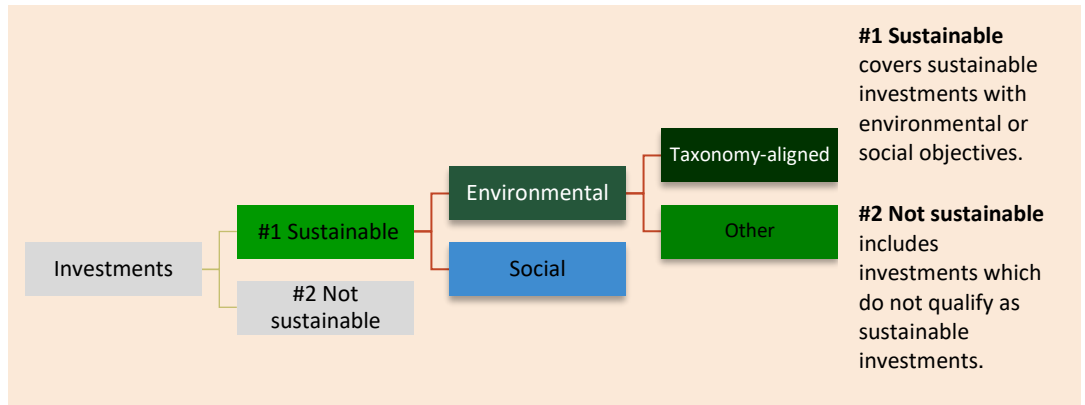 Investments
#1 Sustainable
#2 Not
sustainable
Environmental
Social
Taxonomy-aligned
Other
#1 Sustainable
covers sustainable
investments with
environmental or
social objectives.
#2 Not sustainable
includes
investments which
do not qualify as
sustainable
investments.